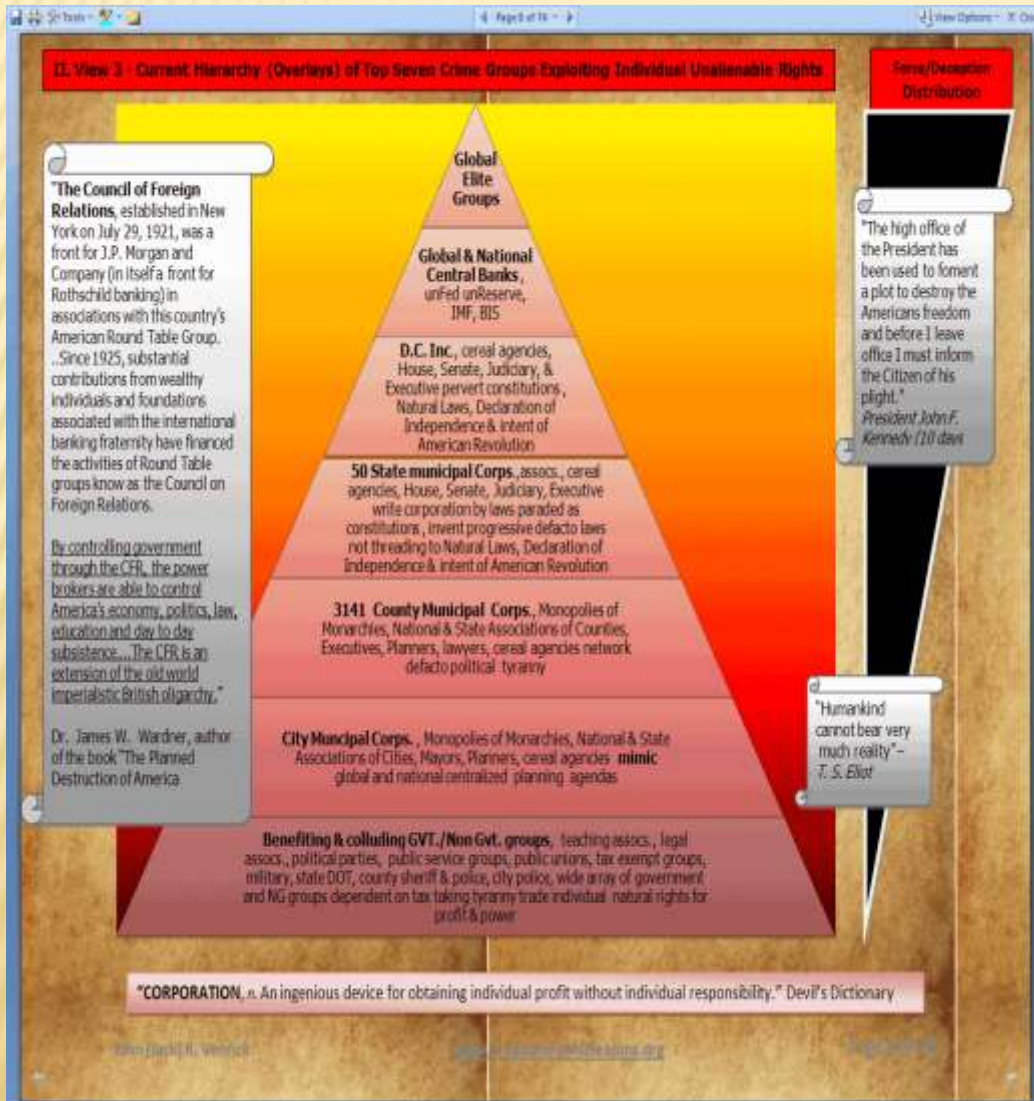 Tools
Page 8 of
View Options
II. View 3 - Current Hierarchy (Overlays) of Top Seven Crime Groups Exploiting Individual Unalienable Rights
Force/Deception
Distribution
"The Council of Foreign
Relations, established in New
York on July 29, 1921, was a
front for J.P. Morgan and
Company (in itself a front for
Rothschild banking) in
associations with this country's
American Round Table Group.
..Since 1925, substantial
contributions from wealthy
individuals and foundations
associated with the international
banking fraternity have financed
the activities of Round Table
groups know as the Council on
Foreign Relations.
By controlling government
through the CFR, the power
brokers are able to control
America's economy, politics, law,
education and day to day
subsistence....The CFR is an
extension of the old world
imperialistic British oligarchy."
Dr. James W. Wardner, author
of the book "The Planned
Destruction of America
Global
Elite
Groups
Global & National
Central Banks,
unFed unReserve,
IMF, BIS
D.C. Inc., cereal agencies,
House, Senate, Judiciary, &
Executive pervert constitutions,
Natural Laws, Declaration of
Independence & intent of
American Revolution
50 State municipal Corps.,assocs., cereal
agencies, House, Senate, Judiciary, Executive
write corporation by laws paraded as
constitutions, invent progressive defacto laws
not threading to Natural Laws, Declaration of
Independence & intent of American Revolution
3141 County Municipal Corps., Monopolies of
Monarchies, National & State Associations of Counties,
Executives, Planners, lawyers, cereal agencies network
defacto political tyranny
City Muncipal Corps., Monopolies of Monarchies, National & State
Associations of Cities, Mayors, Planners, cereal agencies mimic
global and national centralized planning agendas
Benefiting & colluding GVT./Non Gvt. groups, teaching assocs., legal
assocs., political parties, public service groups, public unions, tax exempt groups,
military, state DOT, county sheriff & police, city police, wide array of government
and NG groups dependent on tax taking tyranny trade individual natural rights for
profit & power
"The high office of
the President has
been used to foment
a plot to destroy the
Americans freedom
and before I leave
office I must inform
the Citizen of his
plight."
President John F.
Kennedy (10 days
"Humankind
cannot bear very
much reality"–
T. S. Eliot
"CORPORATION, n. An ingenious device for obtaining individual profit without individual responsibility." Devil's Dictionary
John (Jack) R. Venrick